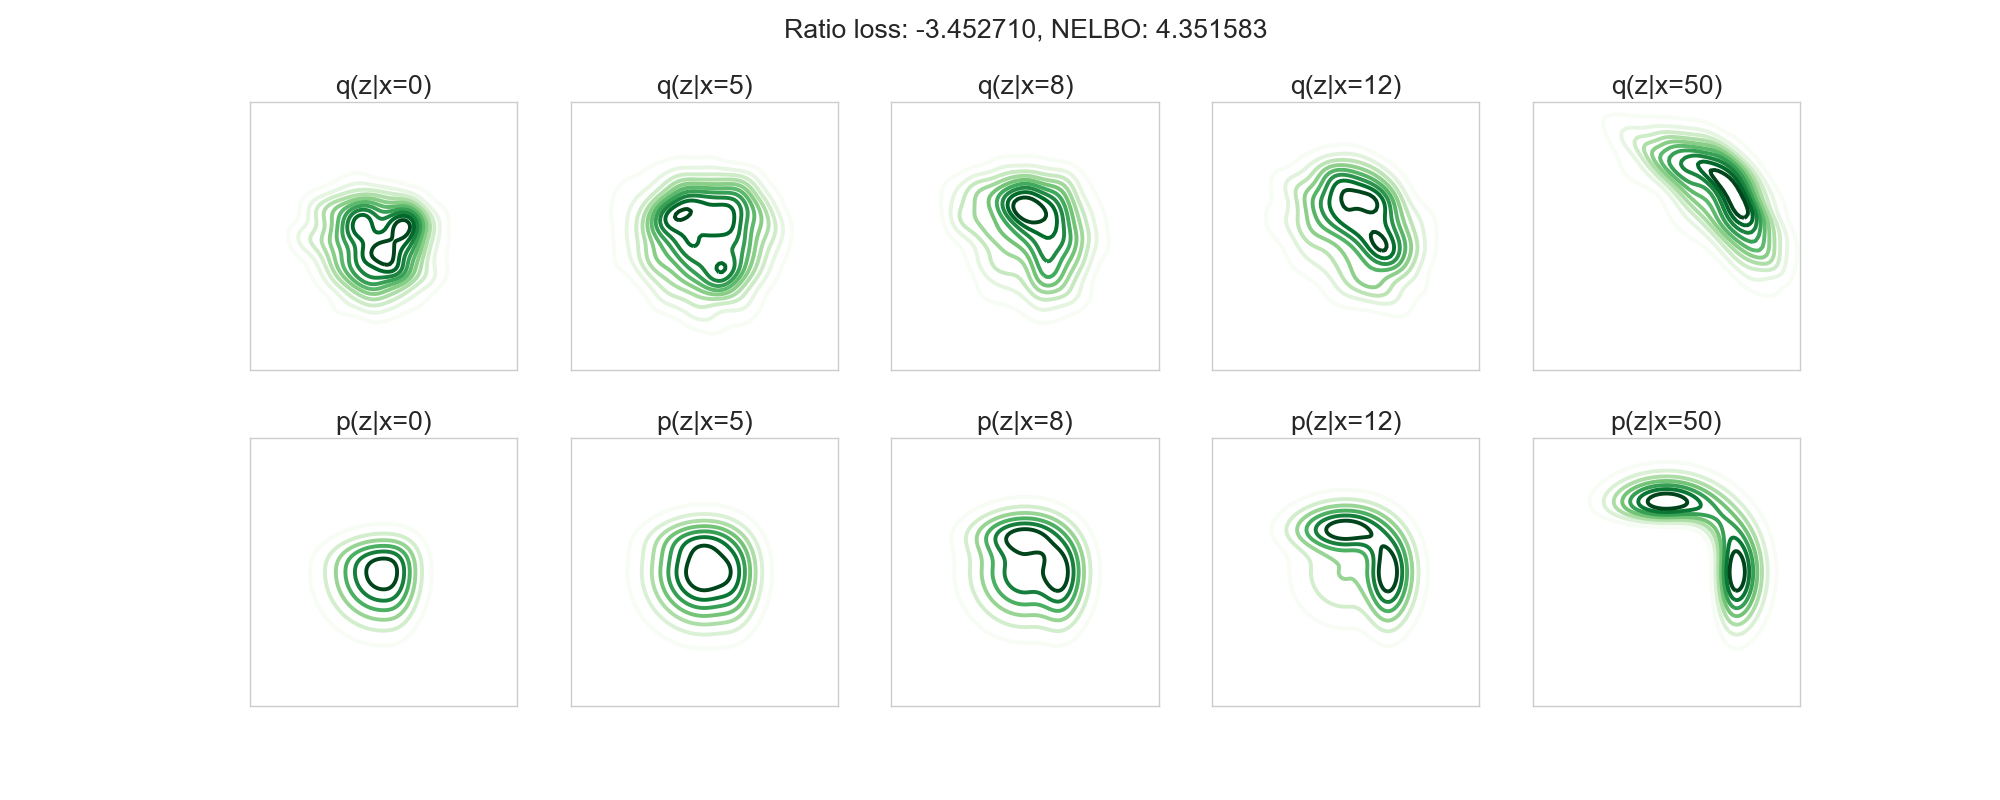 Ratio loss: -3.452710, NELBO: 4.351583
q(z|x=0) q(z|x=5) q(z|x=8) q(z|x=12) q(z|x=50)
p(z|x=0) p(z|x=5) p(z|x=8) p(z|x=12) p(z|x=50)